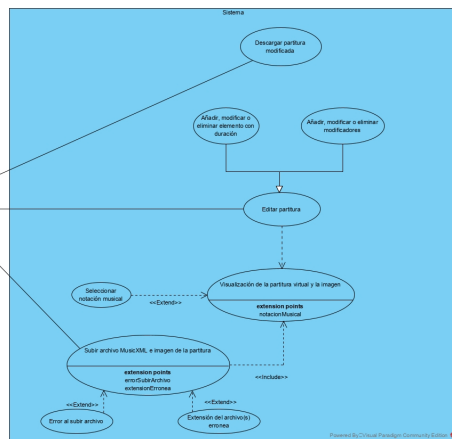 Sistema
Descargar partitura
modificada
Añadir, modificar o
eliminar elemento con
duración
Añadir, modificar o eliminar
modificadores
Editar partitura
Visualización de la partitura virtual y la imagen
extension points
notacionMusical
Seleccionar
notación musical
<<Extend>>
Subir archivo MusicXML e imagen de la partitura
extension points
errorSubirArchivo
extensionErronea
<<Include>>
<<Extend>>
<<Extend>>
Error al subir archivo
Extensión del archivo(s)
erronea
Powered By Visual Paradigm Community Edition